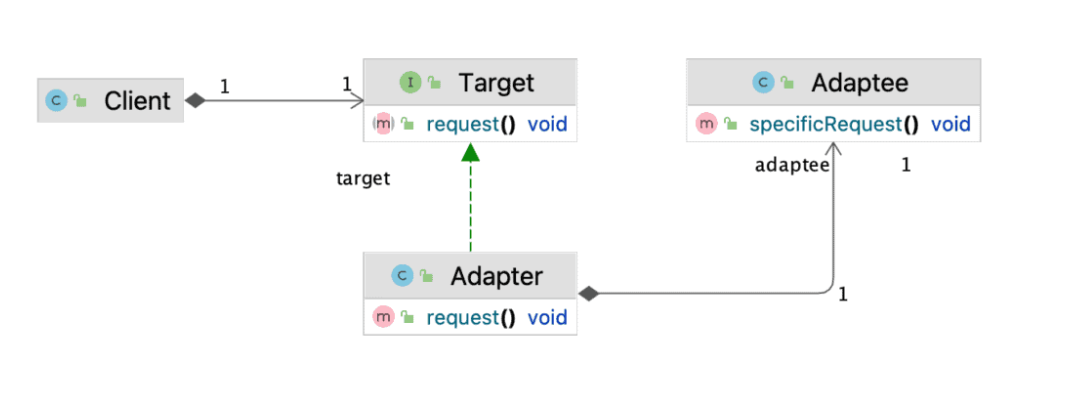 C Client
1
1
I Target
m request() void
C Adaptee
m specificRequest() void
target
adaptee
1
C Adapter
m request() void
1